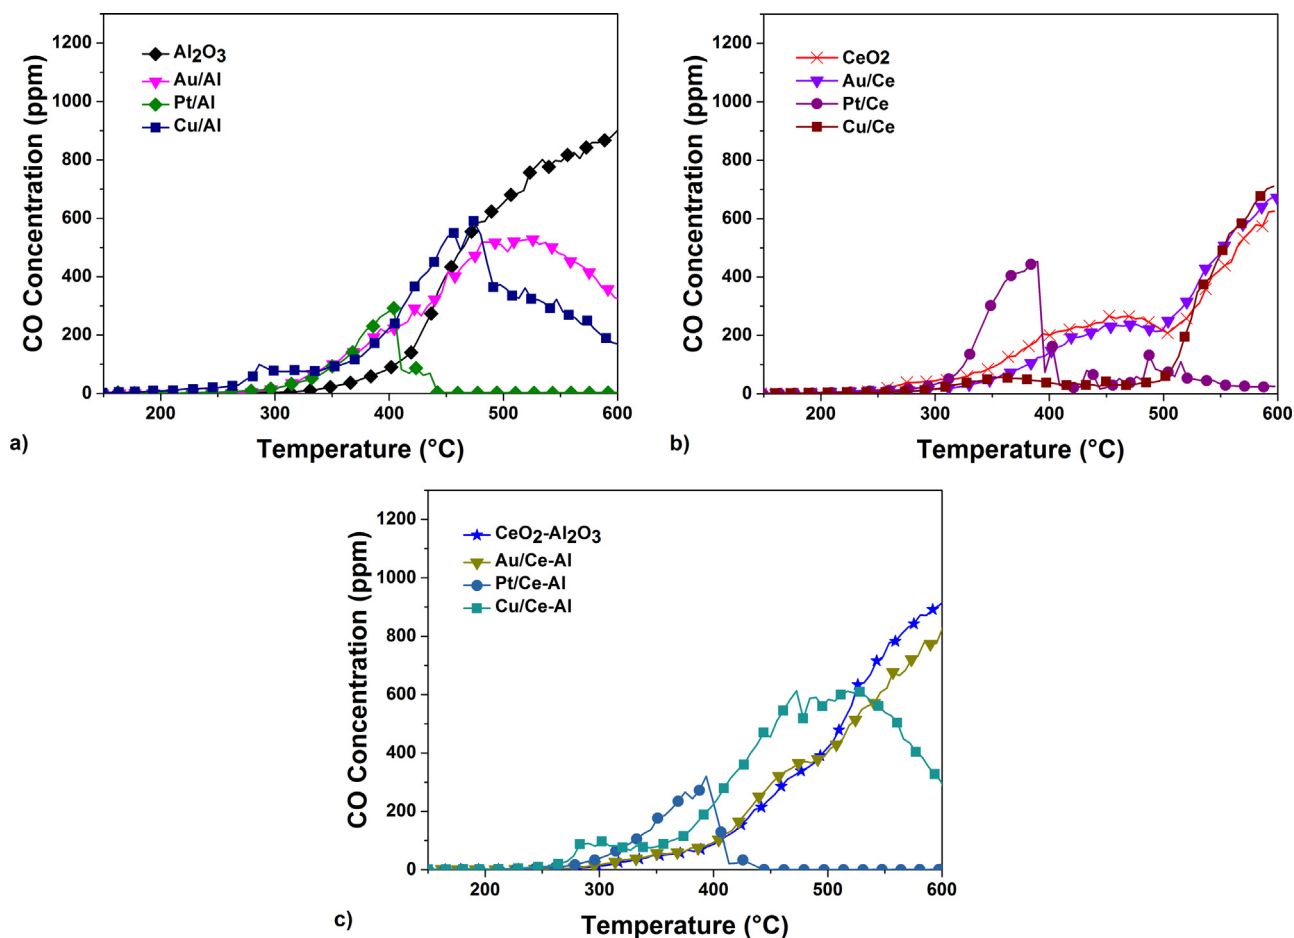 1200
1000
800
600
400
200
0
CO Concentration (ppm)
Al₂O₃
Au/Al
Pt/Al
Cu/Al
200 300 400 500 600
Temperature (°C)
a)
1200
1000
800
600
400
200
0
CO Concentration (ppm)
CeO2
Au/Ce
Pt/Ce
Cu/Ce
200 300 400 500 600
Temperature (°C)
b)
1200
1000
800
600
400
200
0
CO Concentration (ppm)
CeO₂-Al₂O₃
Au/Ce-Al
Pt/Ce-Al
Cu/Ce-Al
200 300 400 500 600
Temperature (°C)
c)